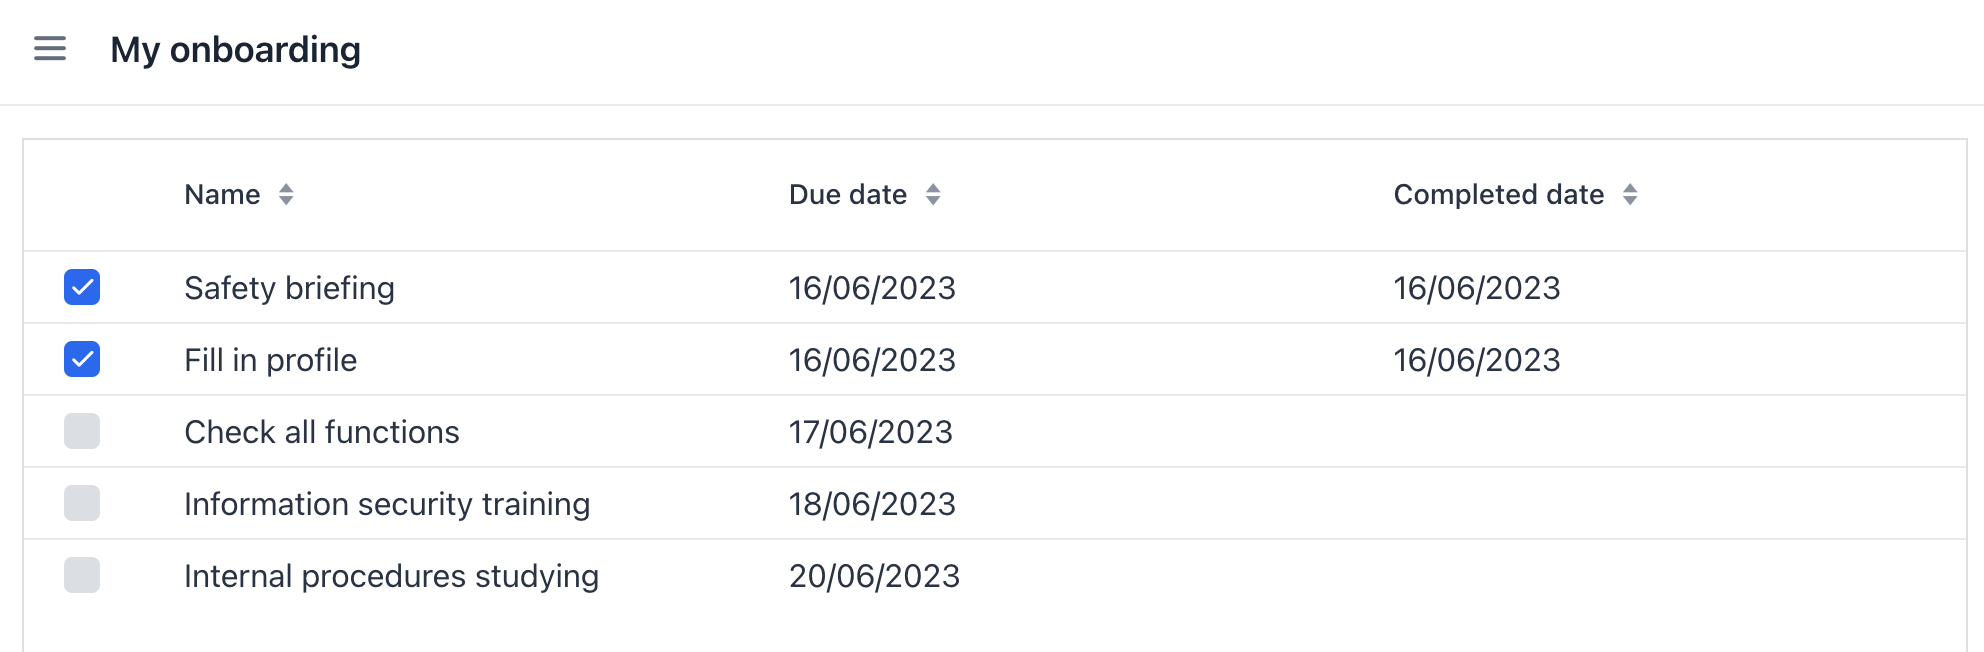 My onboarding
Name Due date Completed date
Safety briefing 16/06/2023 16/06/2023
Fill in profile 16/06/2023 16/06/2023
Check all functions 17/06/2023
Information security training 18/06/2023
Internal procedures studying 20/06/2023